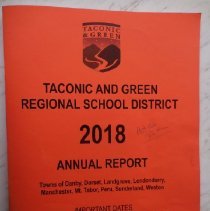 TACONIC
& GREEN
TACONIC AND GREEN
REGIONAL SCHOOL DISTRICT
2018
ANNUAL REPORT
Towns of Danby, Dorset, Landgrove, Londonderry,
Manchester, Mt. Tabor, Peru, Sunderland, Weston
IMPORTANT DATES